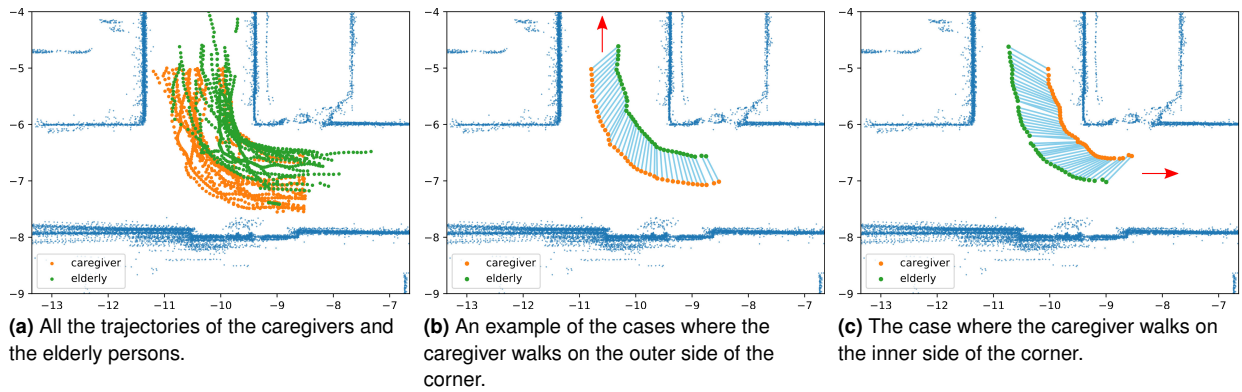 −4
−5
−6
−7
−8
−9
caregiver
elderly
−13 −12 −11 −10 −9 −8 −7
(a) All the trajectories of the caregivers and
the elderly persons.
−4
−5
−6
−7
−8
−9
caregiver
elderly
−13 −12 −11 −10 −9 −8 −7
(b) An example of the cases where the
caregiver walks on the outer side of the
corner.
−4
−5
−6
−7
−8
−9
caregiver
elderly
−13 −12 −11 −10 −9 −8 −7
(c) The case where the caregiver walks on
the inner side of the corner.